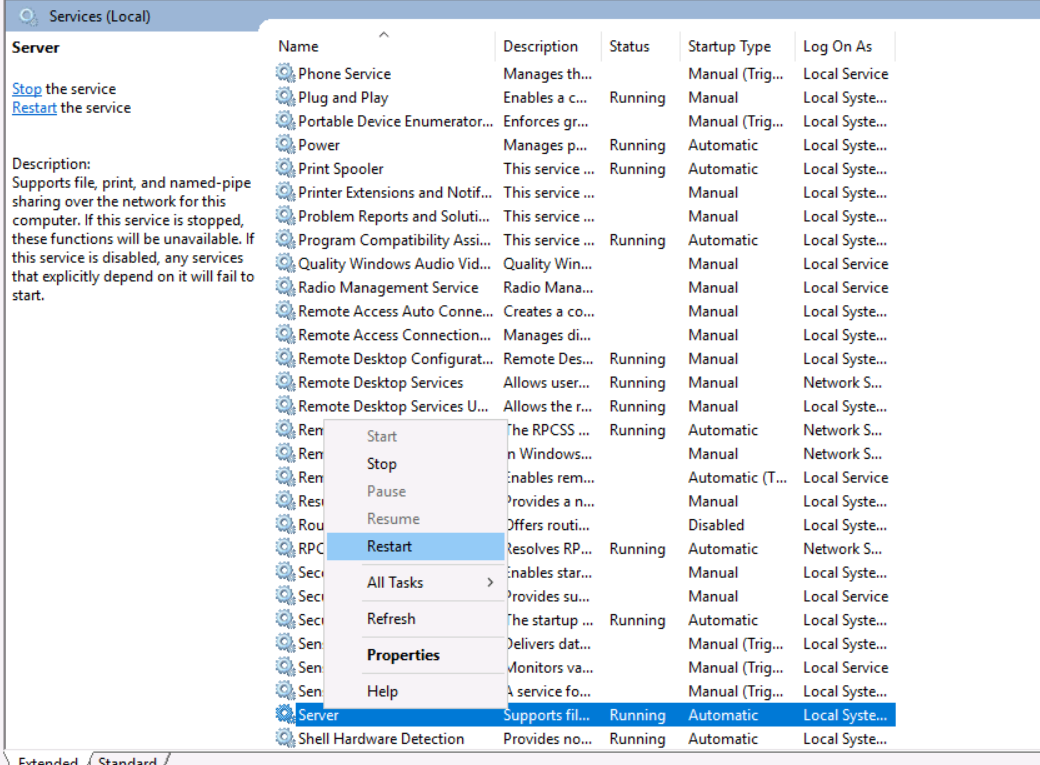 Services (Local)
Server
Stop the service
Restart the service
Description:
Supports file, print, and named-pipe
sharing over the network for this
computer. If this service is stopped,
these functions will be unavailable. If
this service is disabled, any services
that explicitly depend on it will fail to
start.
Name Description Status Startup Type Log On As
Phone Service Manages th... Manual (Trig... Local Service
Plug and Play Enables a c... Running Manual Local Syste...
Portable Device Enumerator... Enforces gr... Manual (Trig... Local Syste...
Power Manages p... Running Automatic Local Syste...
Print Spooler This service ... Running Automatic Local Syste...
Printer Extensions and Notif... This service ... Manual Local Syste...
Problem Reports and Soluti... This service ... Manual Local Syste...
Program Compatibility Assi... This service ... Running Automatic Local Syste...
Quality Windows Audio Vid... Quality Win... Manual Local Service
Radio Management Service Radio Mana... Manual Local Service
Remote Access Auto Conne... Creates a co... Manual Local Syste...
Remote Access Connection... Manages di... Manual Local Syste...
Remote Desktop Configurat... Remote Des... Running Manual Local Syste...
Remote Desktop Services Allows user... Running Manual Network S...
Remote Desktop Services U... Allows the r... Running Manual Local Syste...
Rem The RPCSS ... Running Automatic Network S...
Rem n Windows... Manual Network S...
Rem Enables rem... Automatic (T... Local Service
Res Provides a n... Manual Local Syste...
Rou Offers routi... Disabled Local Syste...
RPC Resolves RP... Running Automatic Network S...
Sec Enables star... Manual Local Syste...
Sec Provides su... Manual Local Service
Sec The startup ... Running Automatic Local Syste...
Sen Delivers dat... Manual (Trig... Local Syste...
Sen Monitors va... Manual (Trig... Local Service
Sen A service fo... Manual (Trig... Local Syste...
Server Supports fil... Running Automatic Local Syste...
Shell Hardware Detection Provides no... Running Automatic Local Syste...
Start
Stop
Pause
Resume
Restart
All Tasks
Refresh
Properties
Help
Extended Standard